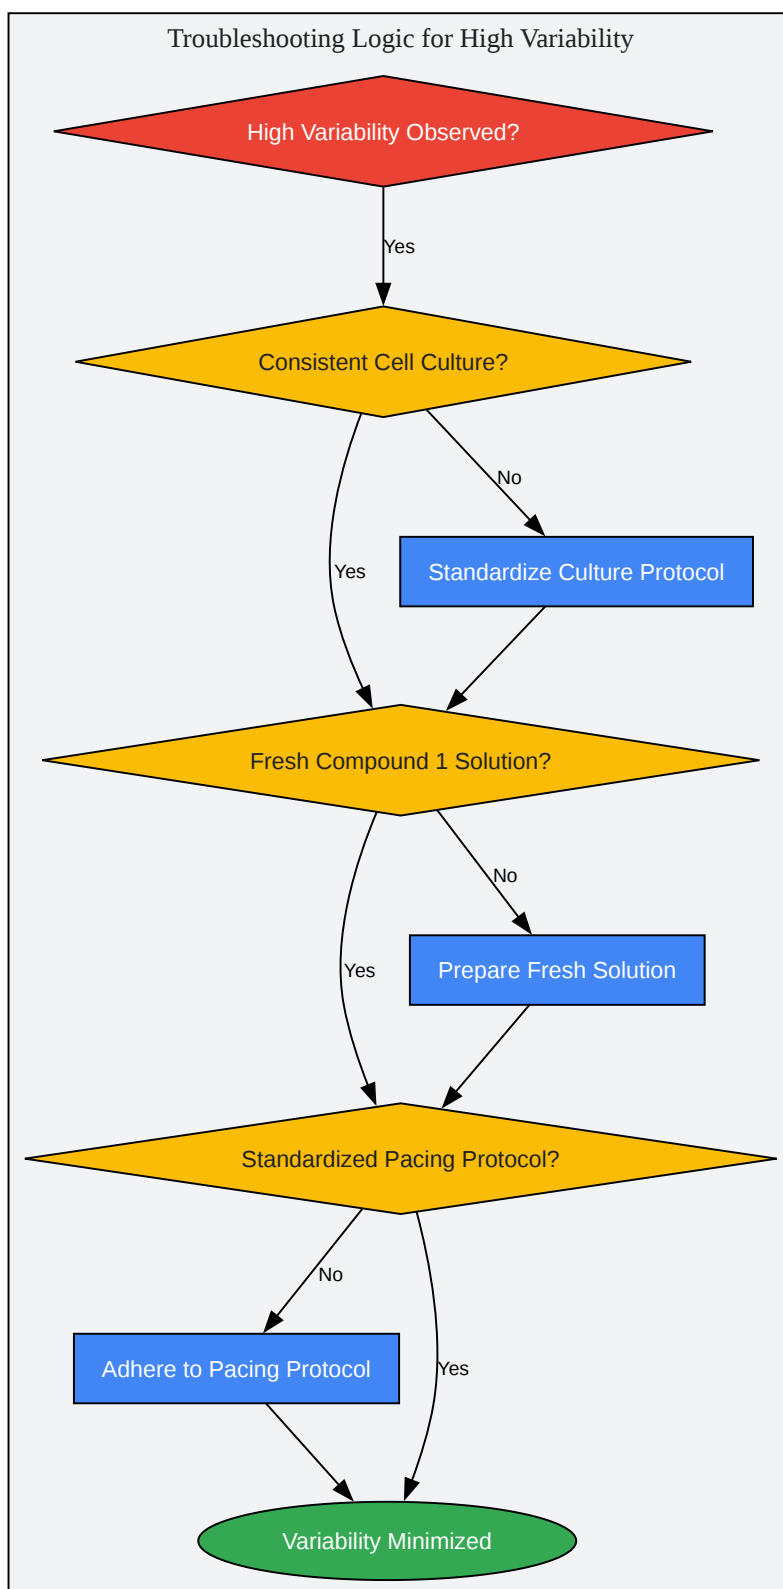 Troubleshooting Logic for High Variability
High Variability Observed?
Yes
Consistent Cell Culture?
No
Yes
Standardize Culture Protocol
Fresh Compound 1 Solution?
No
Yes
Prepare Fresh Solution
Standardized Pacing Protocol?
No
Yes
Adhere to Pacing Protocol
Variability Minimized